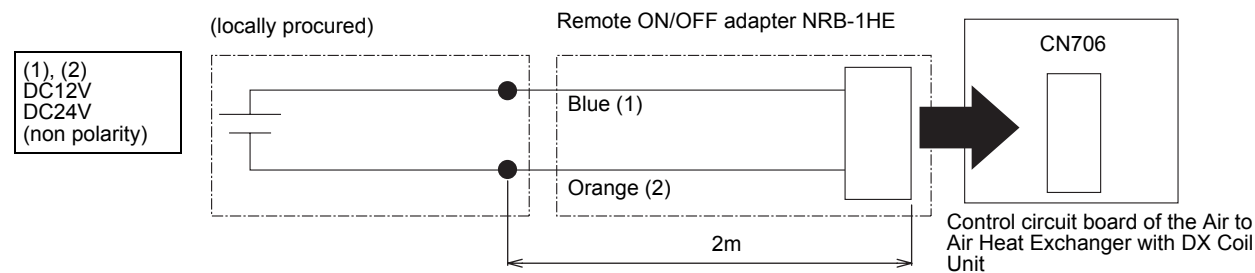 (locally procured)
Remote ON/OFF adapter NRB-1HE
CN706
(1), (2)
DC12V
DC24V
(non polarity)
Blue (1)
Orange (2)
2m
Control circuit board of the Air to
Air Heat Exchanger with DX Coil
Unit